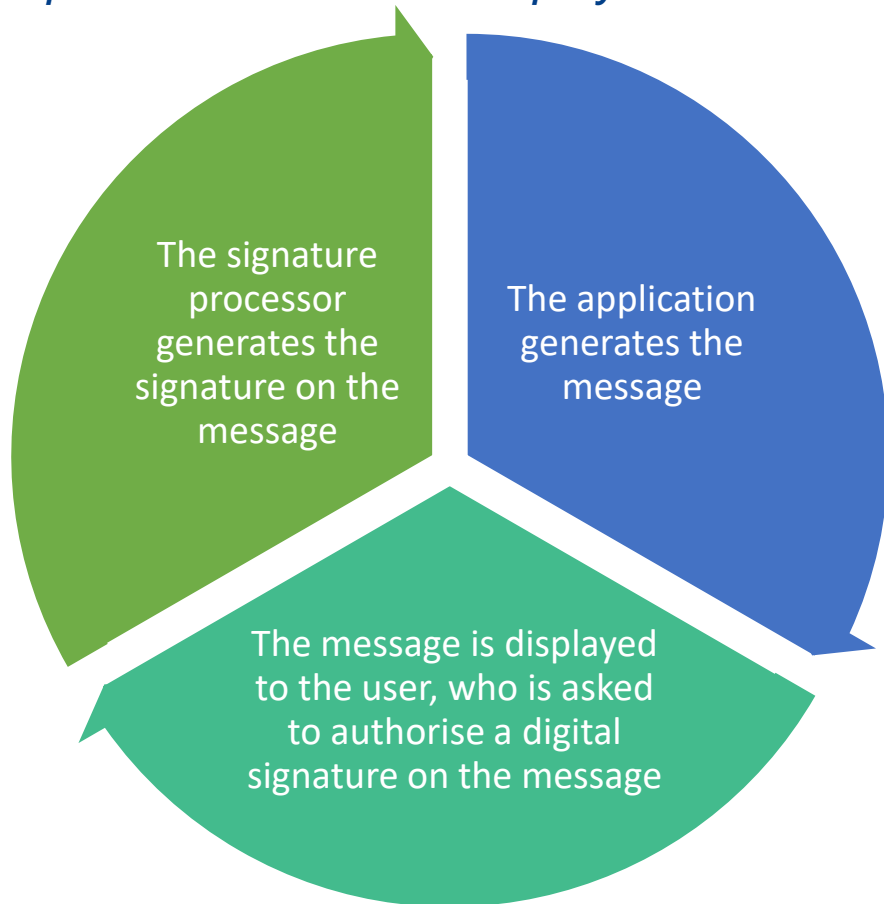 The application
generates the
message
The message is displayed
to the user, who is asked
to authorise a digital
signature on the message
The signature
processor
generates the
signature on the
message